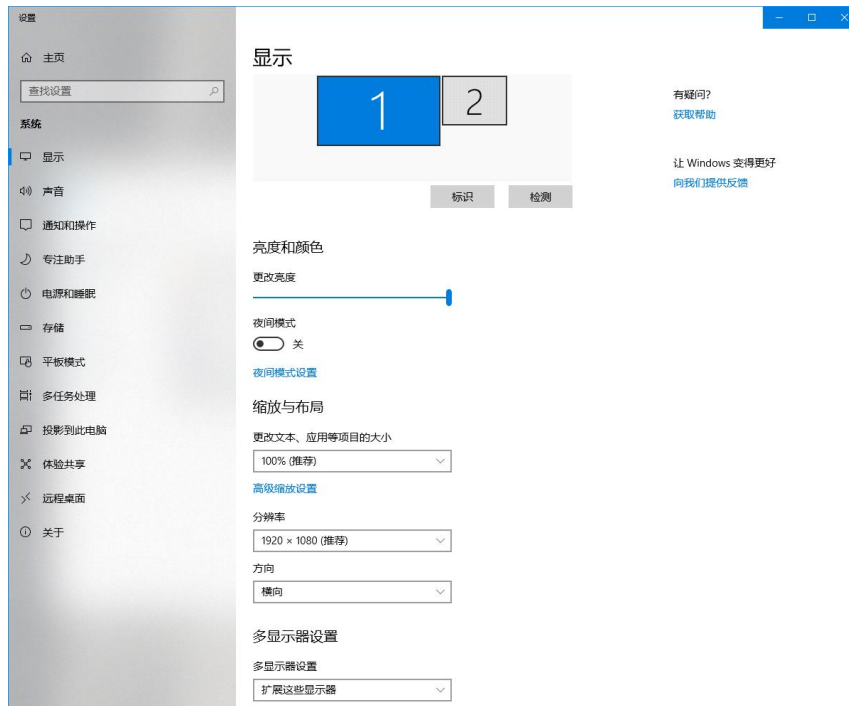 设置
主页
查找设置
系统
显示
声音
通知和操作
专注助手
电源和睡眠
存储
平板模式
多任务处理
投影到此电脑
体验共享
远程桌面
关于
显示
1
2
标识
检测
亮度和颜色
更改亮度
夜间模式
关
夜间模式设置
缩放与布局
更改文本、应用等项目的大小
100% (推荐)
高级缩放设置
分辨率
1920 × 1080 (推荐)
方向
横向
多显示器设置
多显示器设置
扩展这些显示器
有疑问?
获取帮助
让 Windows 变得更好
向我们提供反馈